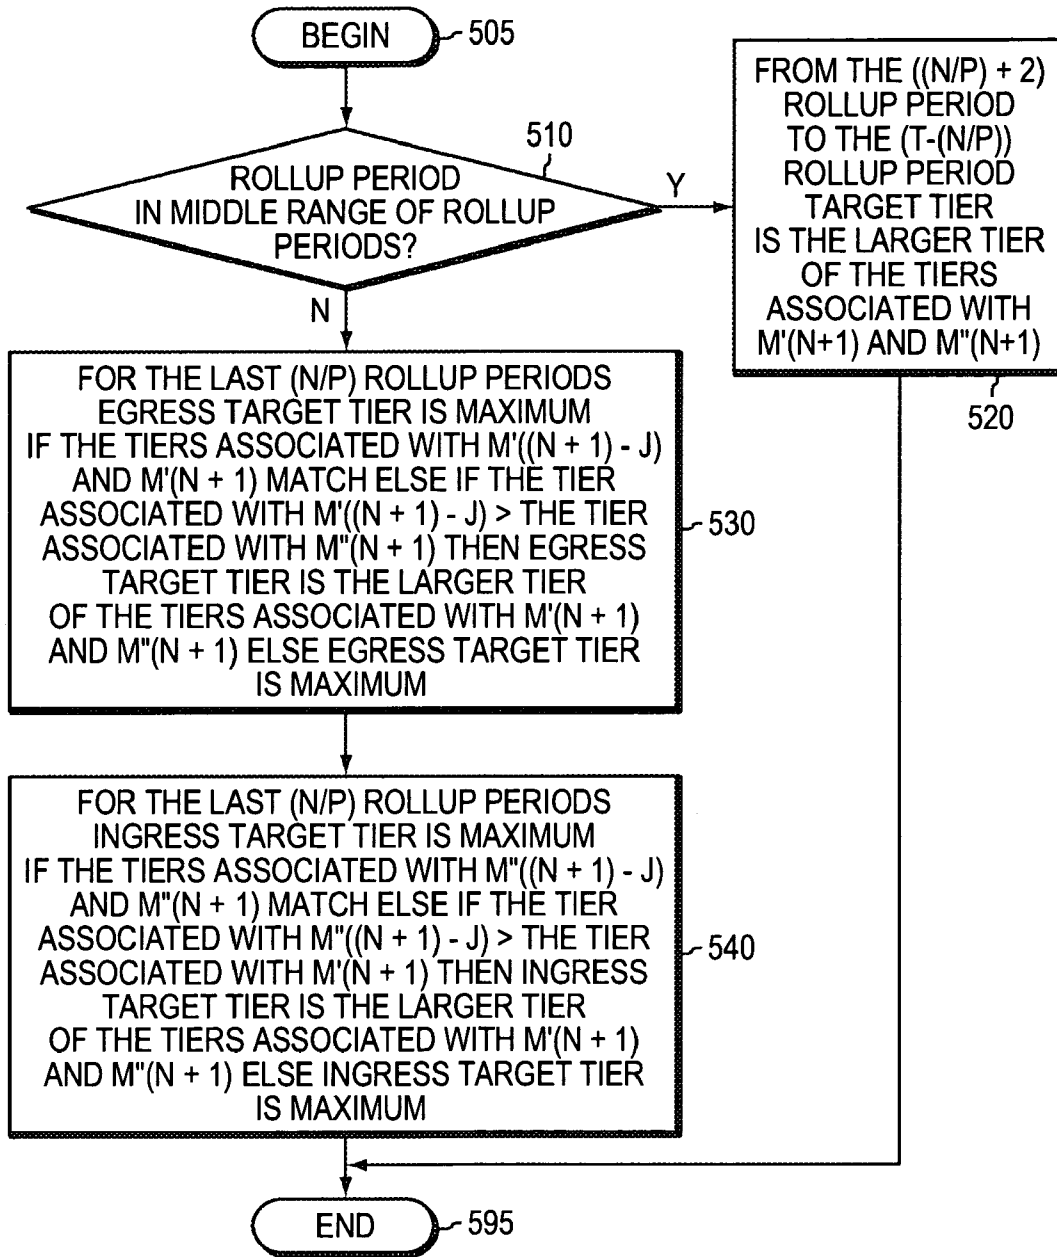 BEGIN
505
510
ROLLUP PERIOD
IN MIDDLE RANGE OF ROLLUP
PERIODS?
Y
N
FROM THE ((N/P) + 2)
ROLLUP PERIOD
TO THE (T-(N/P))
ROLLUP PERIOD
TARGET TIER
IS THE LARGER TIER
OF THE TIERS
ASSOCIATED WITH
M'(N+1) AND M"(N+1)
520
FOR THE LAST (N/P) ROLLUP PERIODS
EGRESS TARGET TIER IS MAXIMUM
IF THE TIERS ASSOCIATED WITH M'((N + 1) - J)
AND M'(N + 1) MATCH ELSE IF THE TIER
ASSOCIATED WITH M'((N + 1) - J) > THE TIER
ASSOCIATED WITH M"(N + 1) THEN EGRESS
TARGET TIER IS THE LARGER TIER
OF THE TIERS ASSOCIATED WITH M'(N + 1)
AND M"(N + 1) ELSE EGRESS TARGET TIER
IS MAXIMUM
530
FOR THE LAST (N/P) ROLLUP PERIODS
INGRESS TARGET TIER IS MAXIMUM
IF THE TIERS ASSOCIATED WITH M"((N + 1) - J)
AND M"(N + 1) MATCH ELSE IF THE TIER
ASSOCIATED WITH M"((N + 1) - J) > THE TIER
ASSOCIATED WITH M'(N + 1) THEN INGRESS
TARGET TIER IS THE LARGER TIER
OF THE TIERS ASSOCIATED WITH M'(N + 1)
AND M"(N + 1) ELSE INGRESS TARGET TIER
IS MAXIMUM
540
END
595